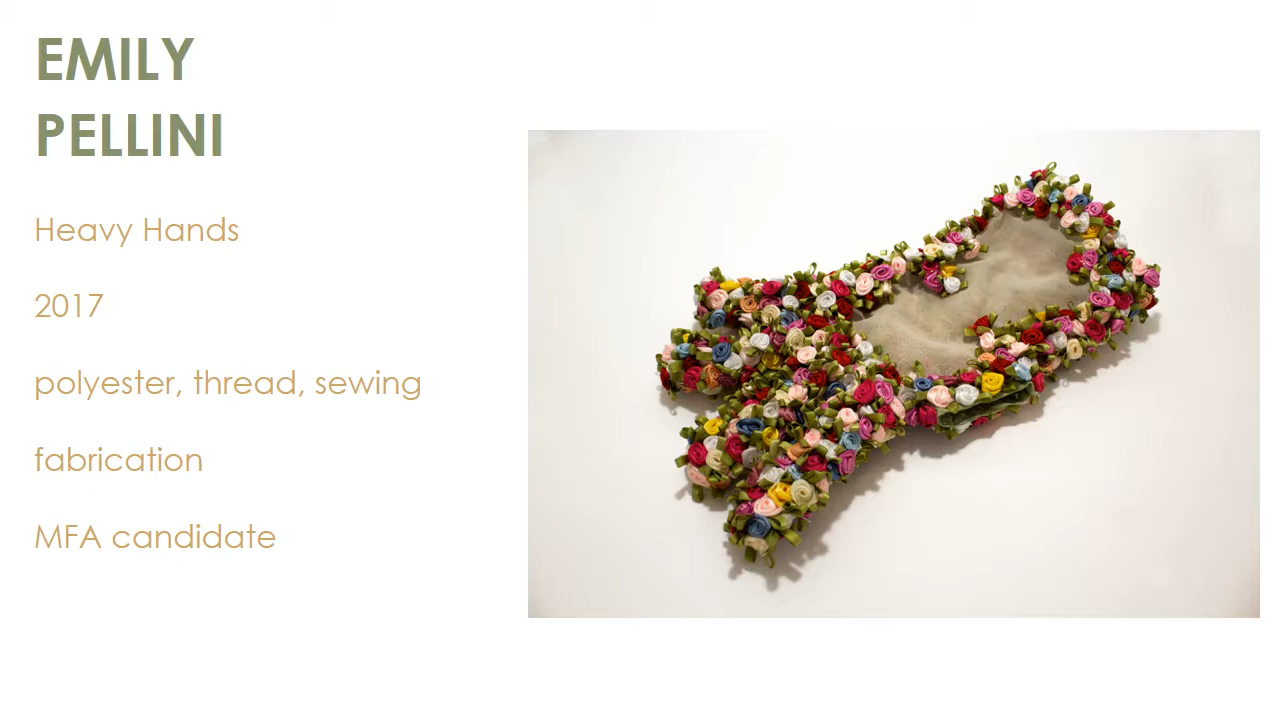 EMILY
PELLINI
Heavy Hands
2017
polyester, thread, sewing
fabrication
MFA candidate